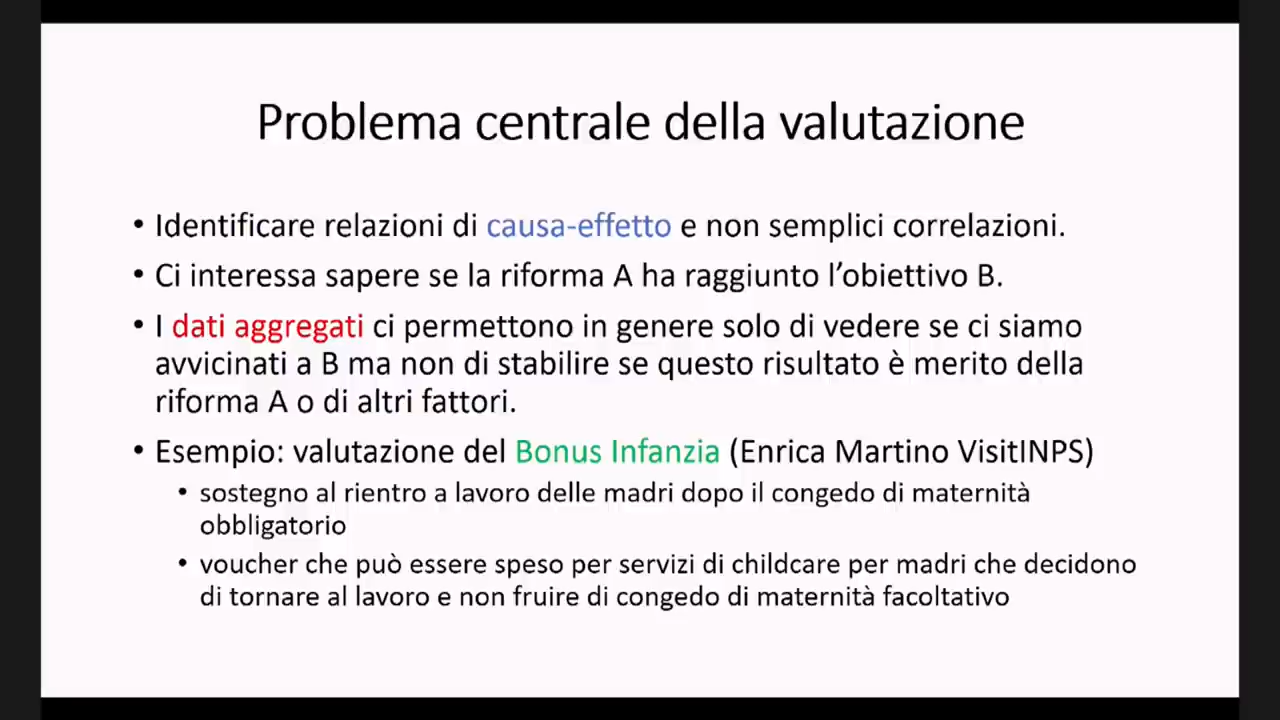 Problema centrale della valutazione
• Identificare relazioni di causa-effetto e non semplici correlazioni.
• Ci interessa sapere se la riforma A ha raggiunto l’obiettivo B.
• I dati aggregati ci permettono in genere solo di vedere se ci siamo
avvicinati a B ma non di stabilire se questo risultato è merito della
riforma A o di altri fattori.
• Esempio: valutazione del Bonus Infanzia (Enrica Martino VisitINPS)
• sostegno al rientro a lavoro delle madri dopo il congedo di maternità
obbligatorio
• voucher che può essere speso per servizi di childcare per madri che decidono
di tornare al lavoro e non fruire di congedo di maternità facoltativo